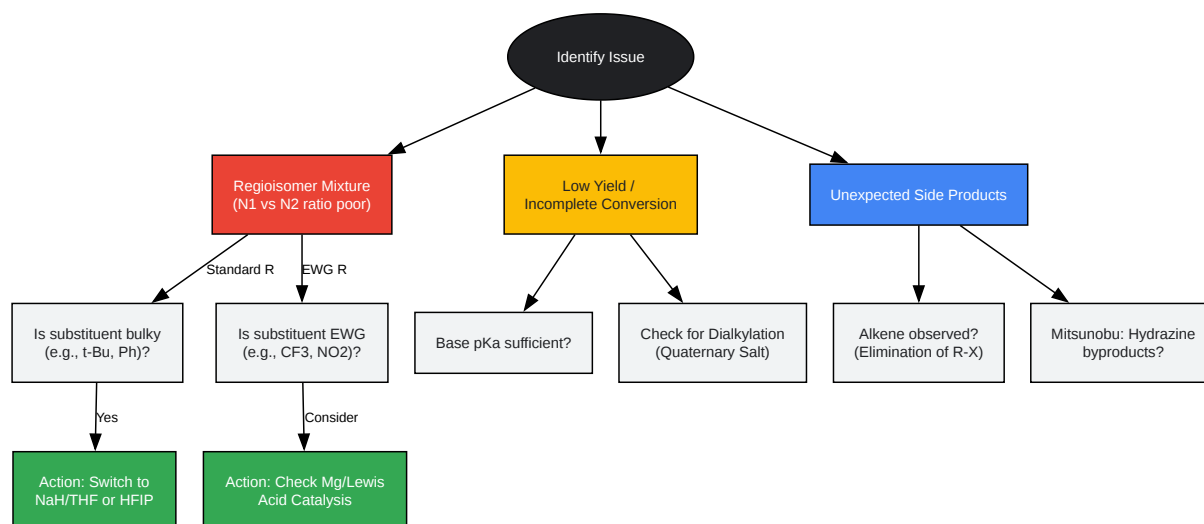 Identify Issue
Regioisomer Mixture
(N1 vs N2 ratio poor)
Low Yield /
Incomplete Conversion
Unexpected Side Products
Standard R
EWG R
Is substituent bulky
(e.g., t-Bu, Ph)?
Is substituent EWG
(e.g., CF3, NO2)?
Base pKa sufficient?
Check for Dialkylation
(Quaternary Salt)
Alkene observed?
(Elimination of R-X)
Mitsunobu: Hydrazine
byproducts?
Yes
Consider
Action: Switch to
NaH/THF or HFIP
Action: Check Mg/Lewis
Acid Catalysis